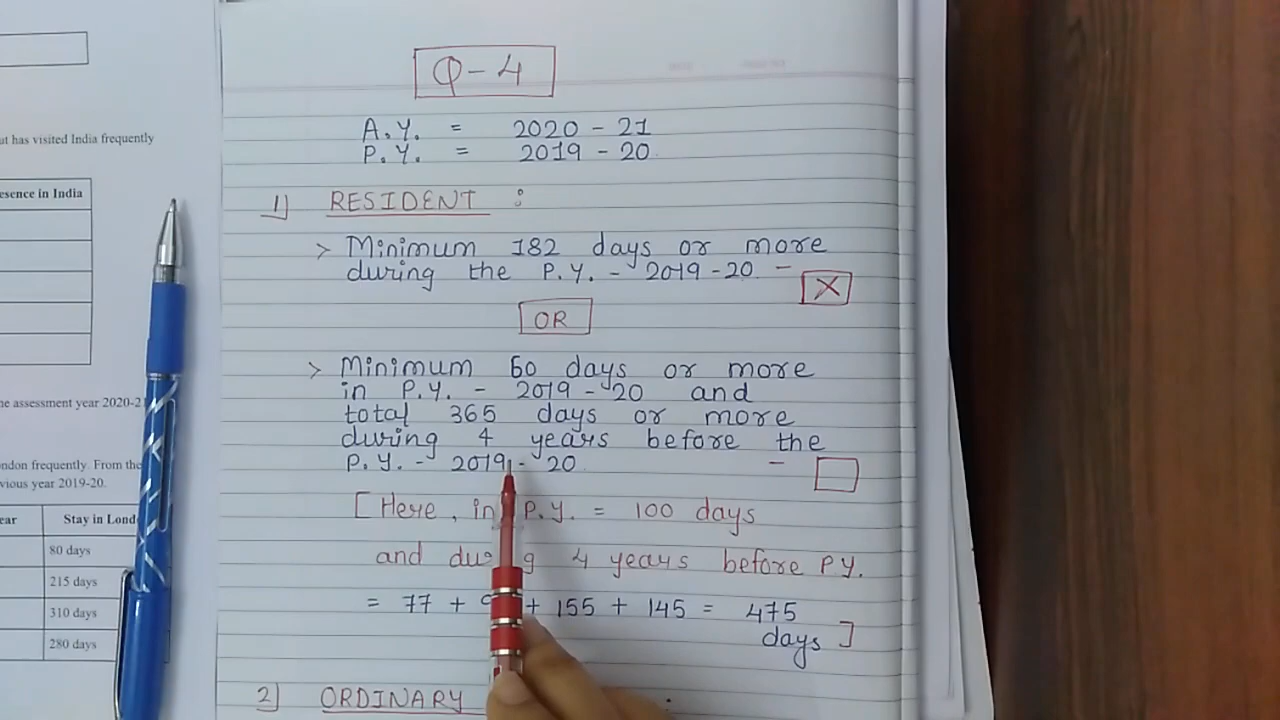 Q-4
A.Y. = 2020 - 21
P.Y. = 2019 - 20
1] RESIDENT :
> Minimum 182 days or more
during the P.Y. - 2019 - 20 - X
OR
> Minimum 60 days or more
in P.Y. - 2019 - 20 and
total 365 days or more
during 4 years before the
P.Y. - 2019 - 20 -
[ Here, in P.Y. = 100 days
and during 4 years before P.Y.
= 77 + + 155 + 145 = 475
days ]
2] ORDINARY :
ut has visited India frequently
esence in India
he assessment year 2020-2
ndon frequently. From the
vious year 2019-20.
ear Stay in Lond
80 days
215 days
310 days
280 days